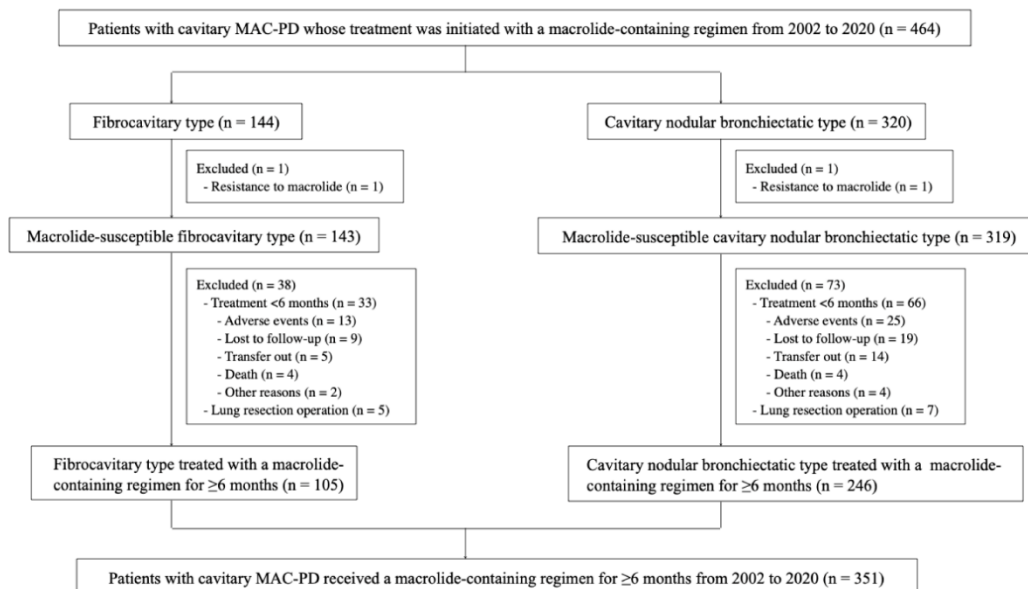 Patients with cavitary MAC-PD whose treatment was initiated with a macrolide-containing regimen from 2002 to 2020 (n = 464)
Fibrocavitary type (n = 144)
Cavitary nodular bronchiectatic type (n = 320)
Excluded (n = 1)
- Resistance to macrolide (n = 1)
Excluded (n = 1)
- Resistance to macrolide (n = 1)
Macrolide-susceptible fibrocavitary type (n = 143)
Macrolide-susceptible cavitary nodular bronchiectatic type (n = 319)
Excluded (n = 38)
- Treatment <6 months (n = 33)
- Adverse events (n = 13)
- Lost to follow-up (n = 9)
- Transfer out (n = 5)
- Death (n = 4)
- Other reasons (n = 2)
- Lung resection operation (n = 5)
Excluded (n = 73)
- Treatment <6 months (n = 66)
- Adverse events (n = 25)
- Lost to follow-up (n = 19)
- Transfer out (n = 14)
- Death (n = 4)
- Other reasons (n = 4)
- Lung resection operation (n = 7)
Fibrocavitary type treated with a macrolide-
containing regimen for ≥6 months (n = 105)
Cavitary nodular bronchiectatic type treated with a macrolide-
containing regimen for ≥6 months (n = 246)
Patients with cavitary MAC-PD received a macrolide-containing regimen for ≥6 months from 2002 to 2020 (n = 351)